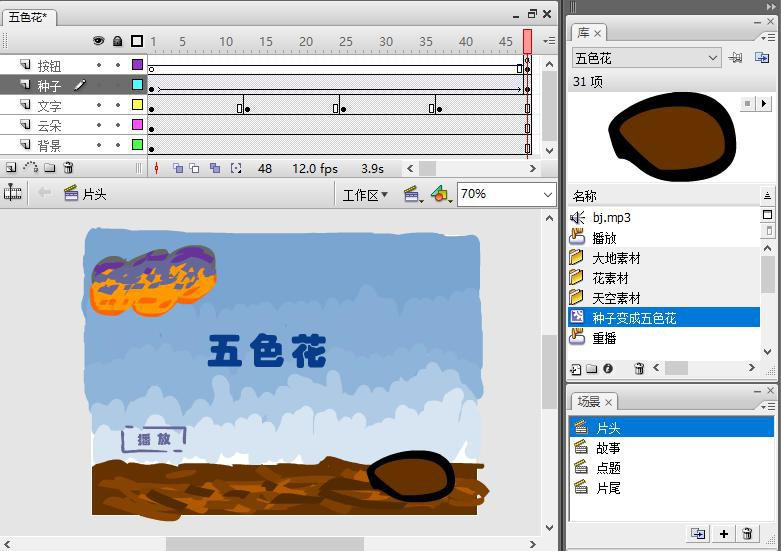 五色花*
1 5 10 15 20 25 30 35 40 45
按钮
种子
文字
云朵
背景
48 12.0 fps 3.9s
片头 工作区 70%
五色花
播放
库
五色花
31 项
名称
bj.mp3
播放
大地素材
花素材
天空素材
种子变成五色花
重播
场景
片头
故事
点题
片尾